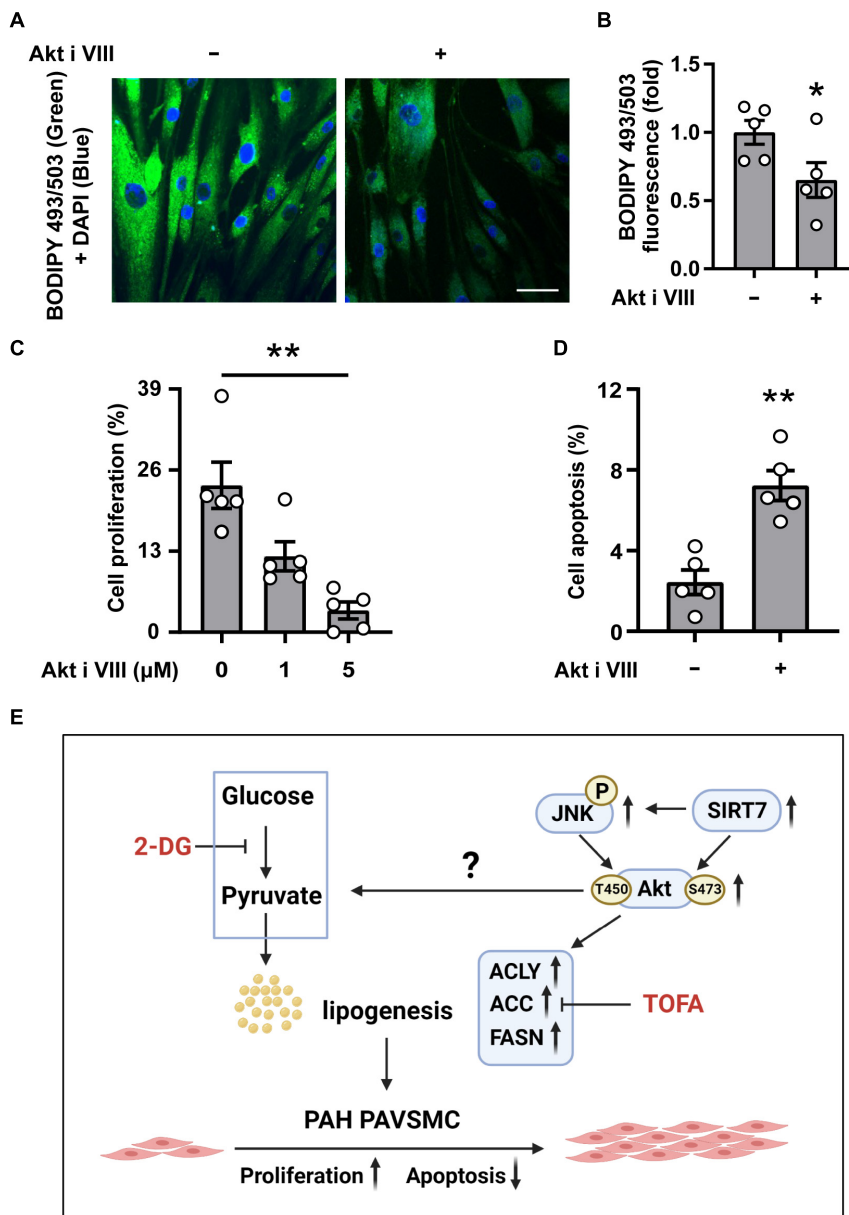 A
Akt i VIII
–
+
BODIPY 493/503 (Green)
+ DAPI (Blue)
B
BODIPY 493/503
fluorescence (fold)
1.5
1.0
0.5
0.0
*
Akt i VIII
–
+
C
Cell proliferation (%)
39
26
13
0
**
Akt i VIII (μM)
0
1
5
D
Cell apoptosis (%)
12
8
4
0
**
Akt i VIII
–
+
E
Glucose
2-DG
Pyruvate
?
JNK
P
SIRT7
T450
Akt
S473
ACLY
ACC
FASN
TOFA
lipogenesis
PAH PAVSMC
Proliferation
Apoptosis